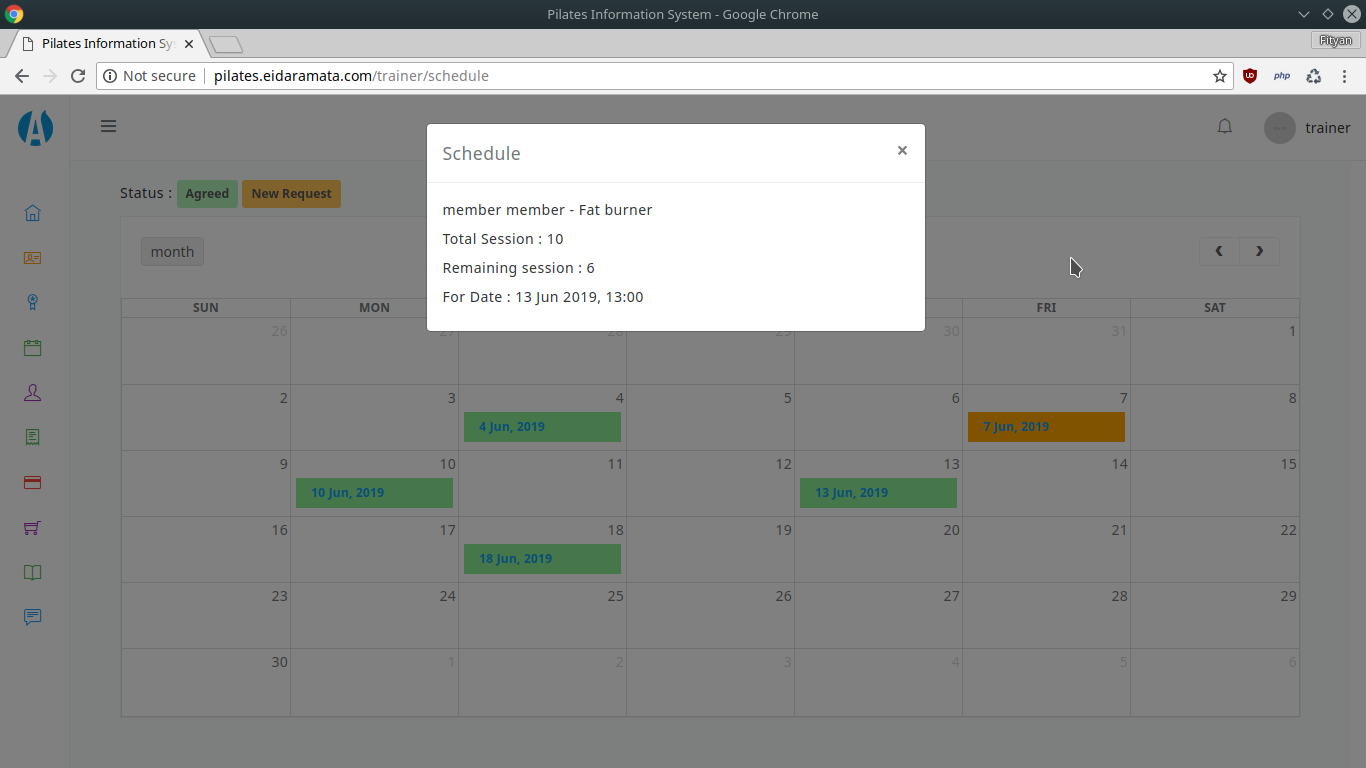 Pilates Information System - Google Chrome
Pilates Information Sy
Fityan
Not secure
pilates.eidaramata.com/trainer/schedule
php
trainer
Schedule
×
member member - Fat burner
Total Session : 10
Remaining session : 6
For Date : 13 Jun 2019, 13:00
Status : Agreed New Request
month
SUN MON FRI SAT
26 27 28 29 30 31 1
2 3 4 5 6 7 8
4 Jun, 2019 7 Jun, 2019
9 10 11 12 13 14 15
10 Jun, 2019 13 Jun, 2019
16 17 18 19 20 21 22
18 Jun, 2019
23 24 25 26 27 28 29
30 1 2 3 4 5 6